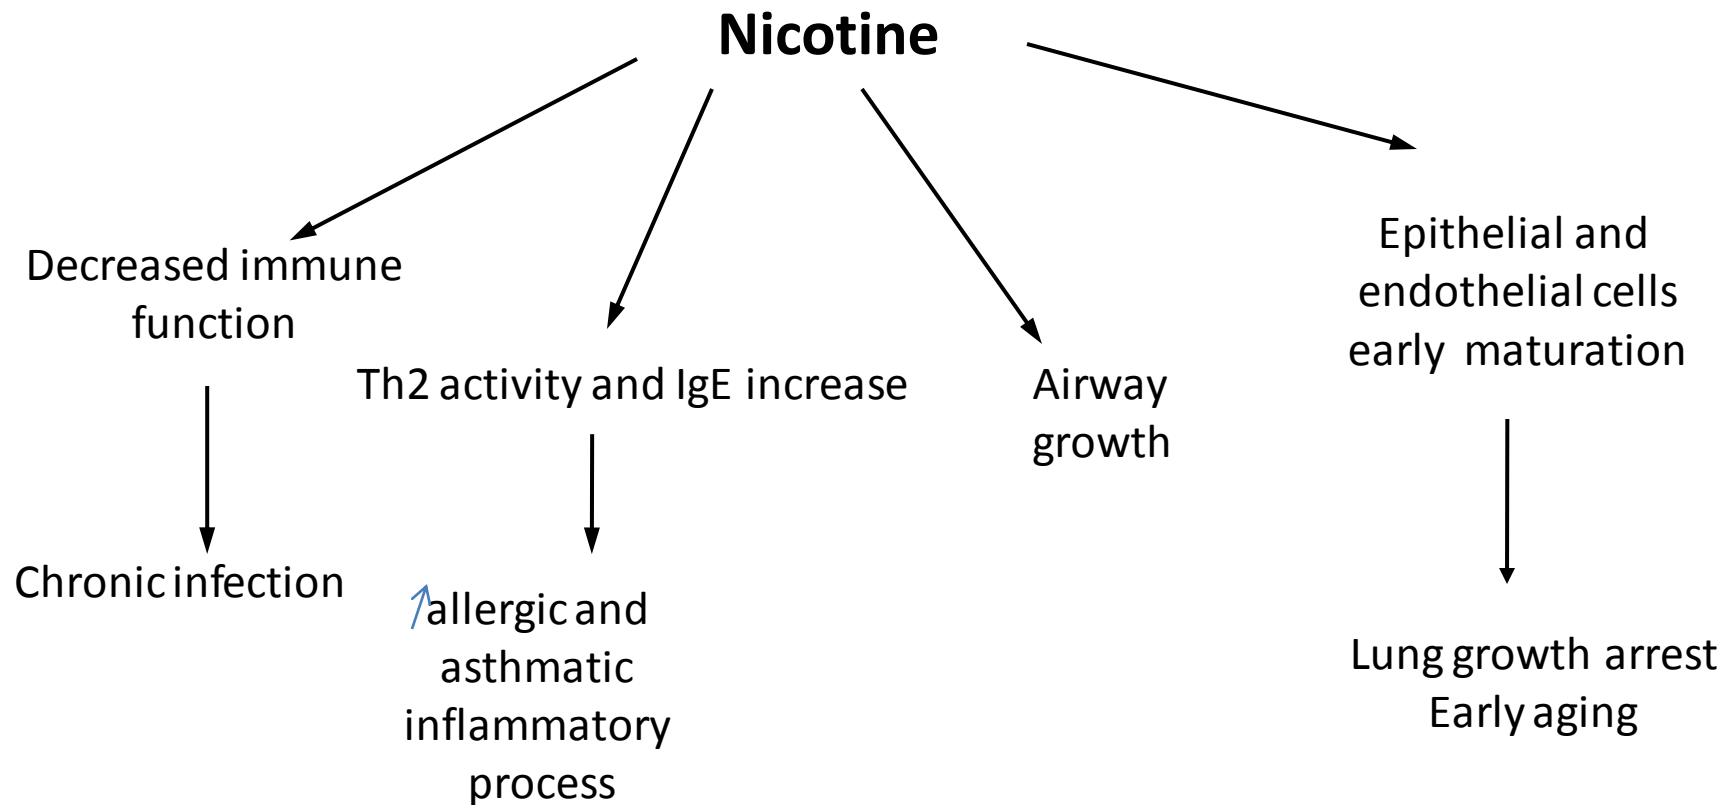 Nicotine
Decreased immune
function
Th2 activity and IgE increase
Airway
growth
Epithelial and
endothelial cells
early maturation
Chronic infection
allergic and
asthmatic
inflammatory
process
Lung growth arrest
Early aging